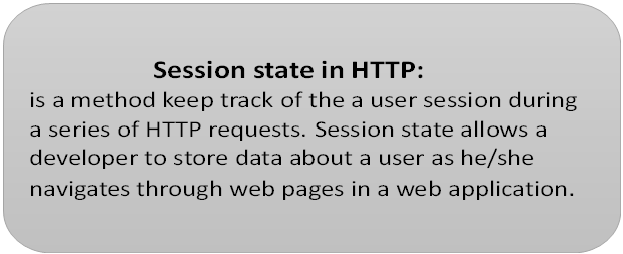 Session state in HTTP:
is a method keep track of the a user session during
a series of HTTP requests. Session state allows a
developer to store data about a user as he/she
navigates through web pages in a web application.